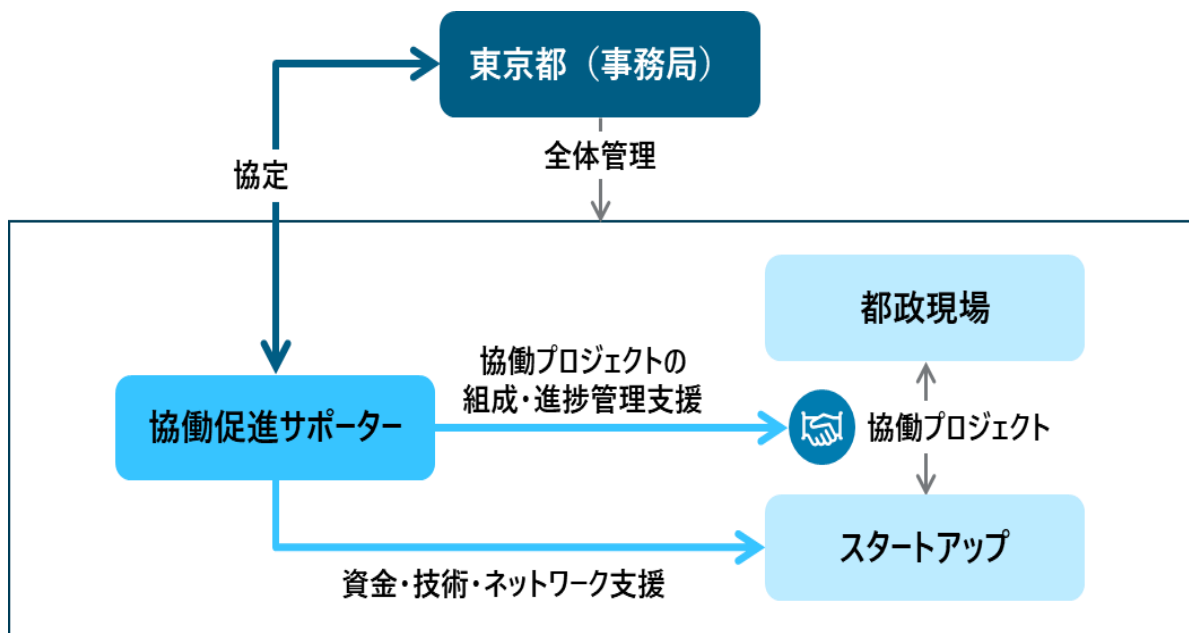 東京都（事務局）
全体管理
協定
都政現場
協働プロジェクトの
組成・進捗管理支援
協働促進サポーター
協働プロジェクト
スタートアップ
資金・技術・ネットワーク支援